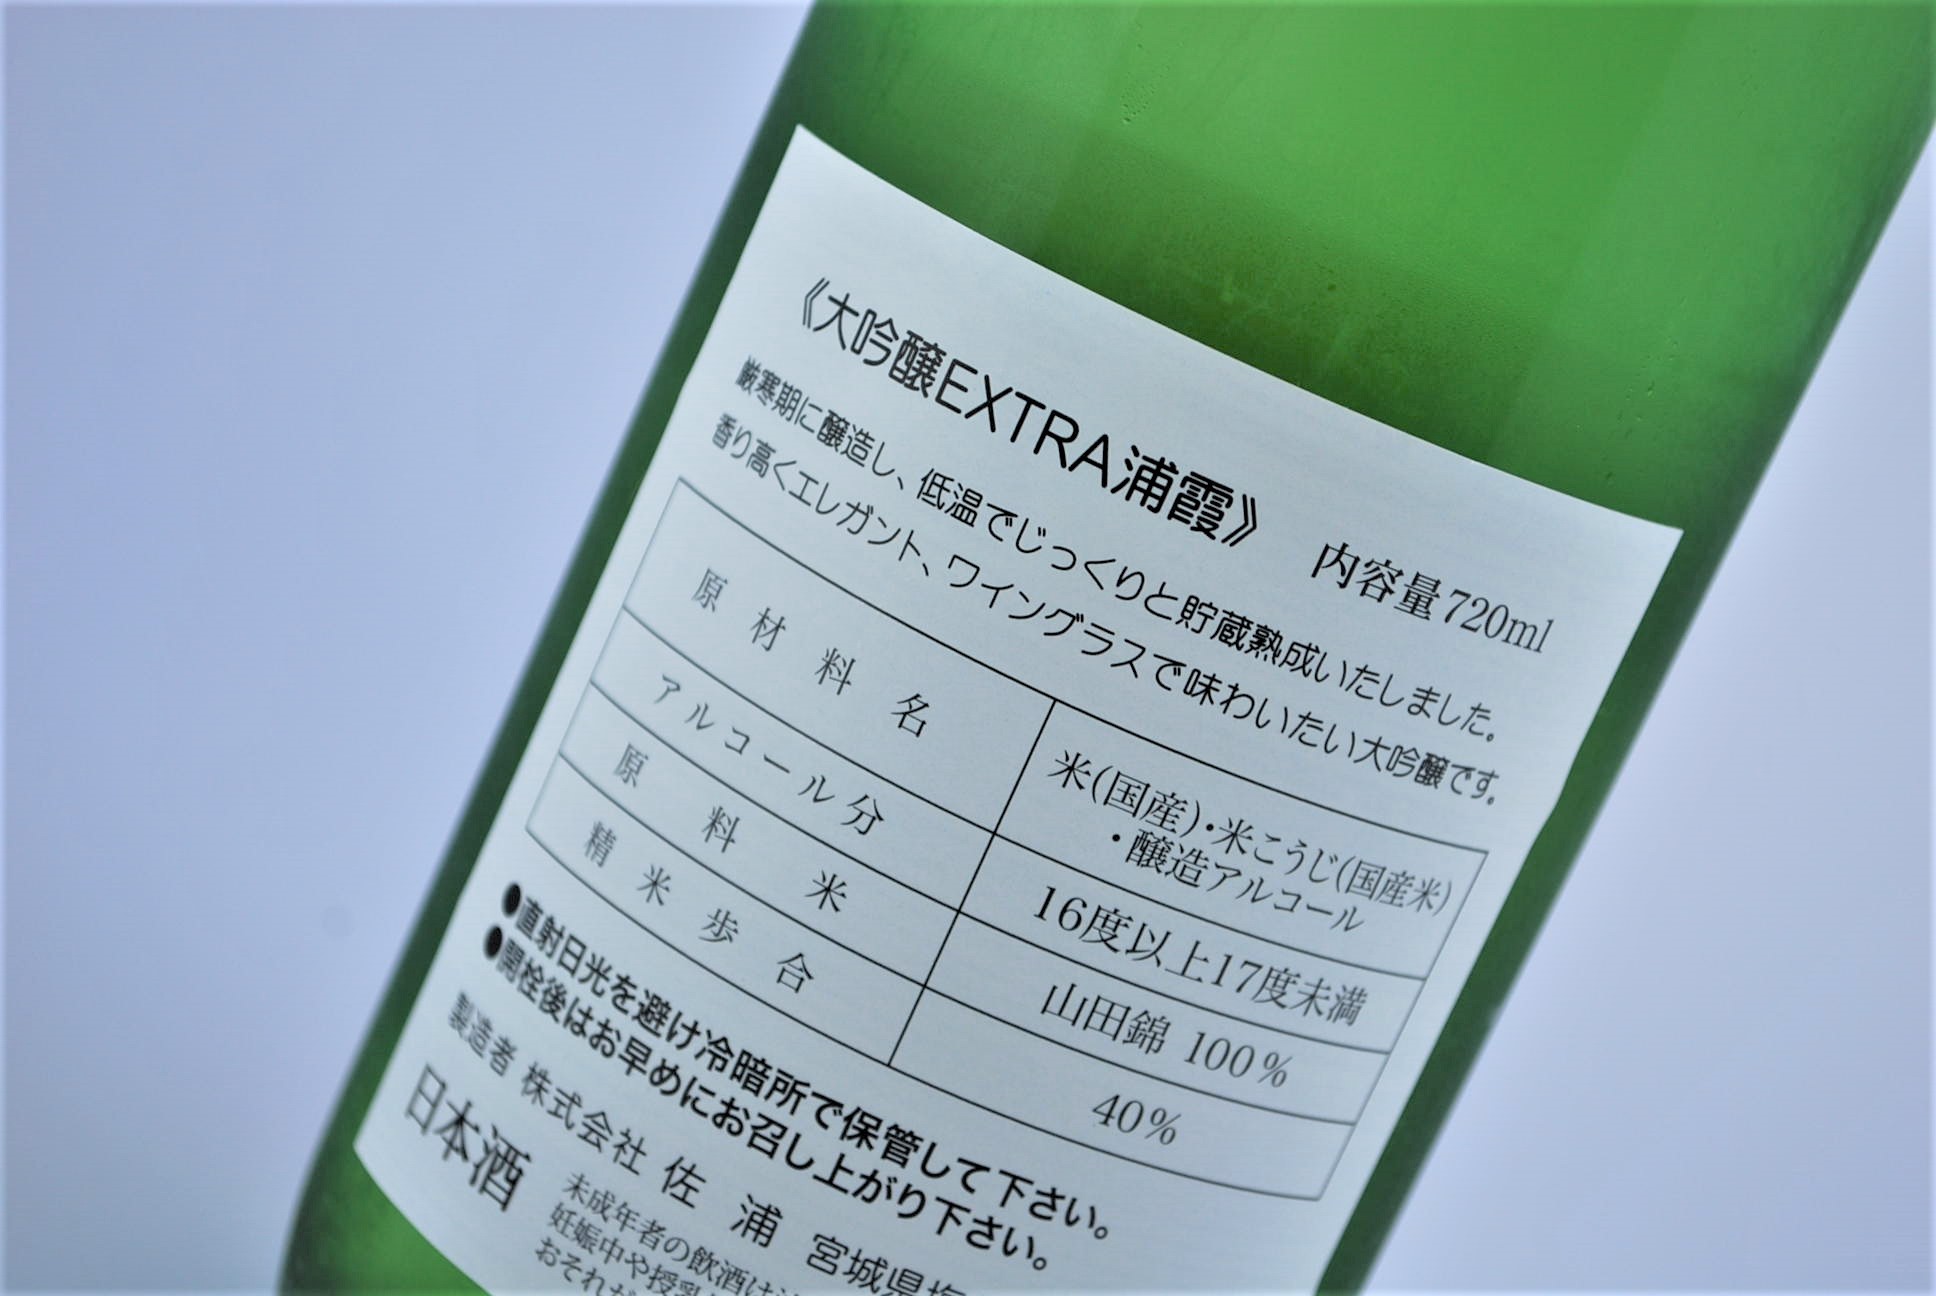 《大吟醸EXTRA浦霞》 内容量720ml
厳寒期に醸造し、低温でじっくりと貯蔵熟成いたしました。
香り高くエレガント、ワイングラスで味わいたい大吟醸です。
原材料名 米(国産)・米こうじ(国産米)
・醸造アルコール
アルコール分 16度以上17度未満
原料米 山田錦 100%
精米歩合 40%
●直射日光を避け冷暗所で保管して下さい。
●開栓後はお早めにお召し上がり下さい。
製造者 株式会社 佐浦 宮城県塩
日本酒 未成年者の飲酒は
妊娠中や授乳
おそれが